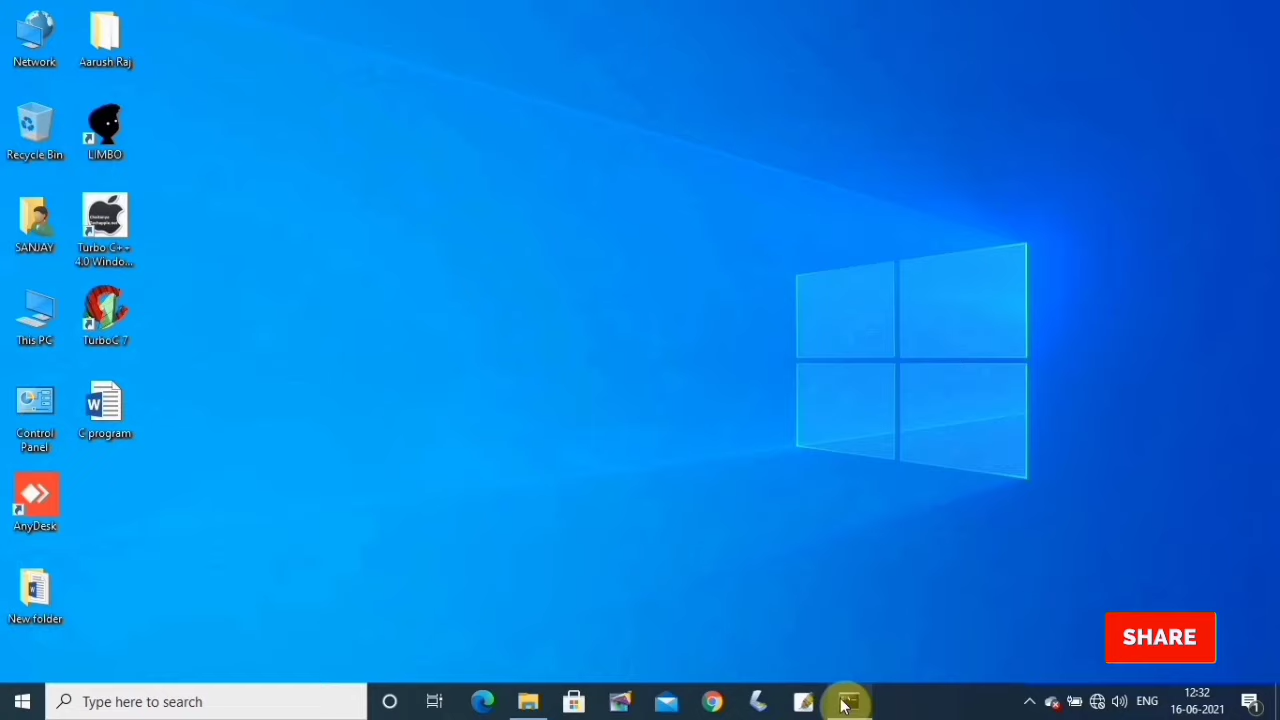 Network
Aarush Raj
Recycle Bin
LIMBO
SANJAY
Turbo C++
4.0 Windo...
This PC
TurboC 7
Control
Panel
C program
AnyDesk
New folder
SHARE
Type here to search
ENG
12:32
16-06-2021
1